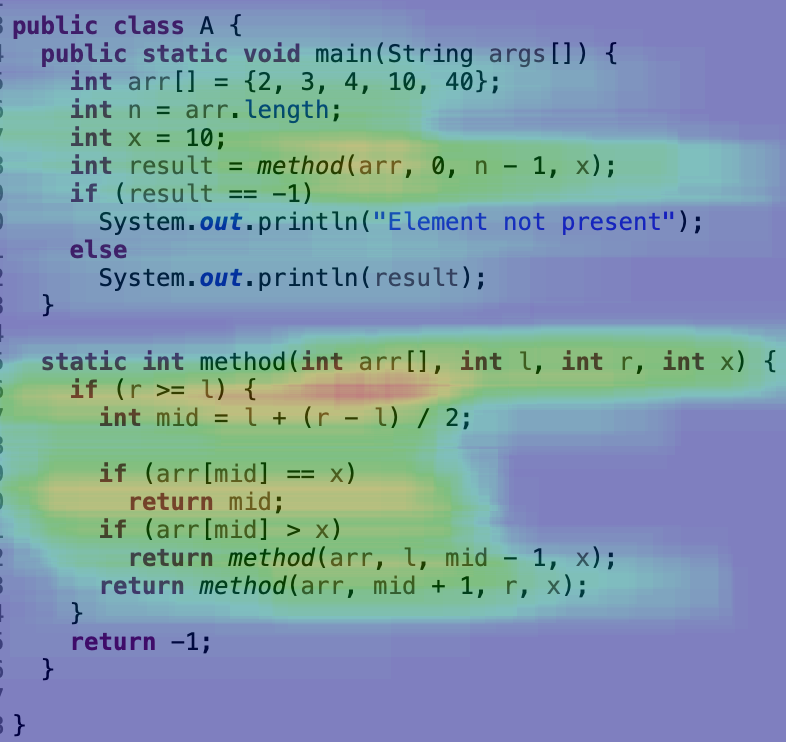 public class A {
  public static void main(String args[]) {
    int arr[] = {2, 3, 4, 10, 40};
    int n = arr.length;
    int x = 10;
    int result = method(arr, 0, n - 1, x);
    if (result == -1)
      System.out.println("Element not present");
    else
      System.out.println(result);
  }

  static int method(int arr[], int l, int r, int x) {
    if (r >= l) {
      int mid = l + (r - l) / 2;

      if (arr[mid] == x)
        return mid;
      if (arr[mid] > x)
        return method(arr, l, mid - 1, x);
      return method(arr, mid + 1, r, x);
    }
    return -1;
  }

}